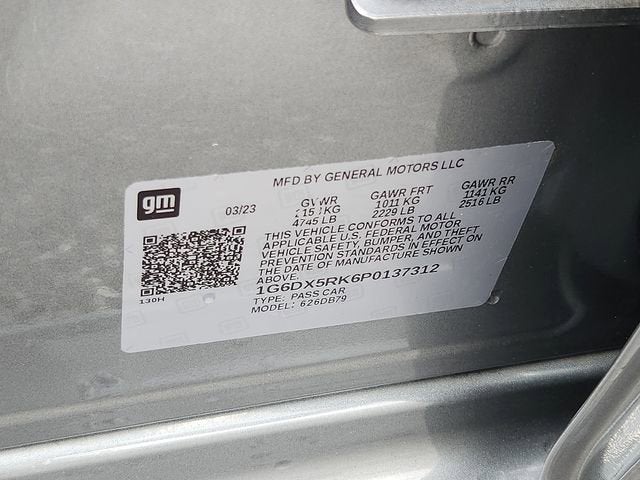 MFD BY GENERAL MOTORS LLC
gm
03/23 GVWR GAWR FRT GAWR RR
KG 1011 KG 1141 KG
4745 LB 2229 LB 2516 LB
THIS VEHICLE CONFORMS TO ALL
APPLICABLE U.S. FEDERAL MOTOR
VEHICLE SAFETY, BUMPER, AND THEFT
PREVENTION STANDARDS IN EFFECT ON
THE DATE OF MANUFACTURE SHOWN
ABOVE.
1G6DX5RK6P0137312
TYPE: PASS CAR
MODEL: 626DB79
130H